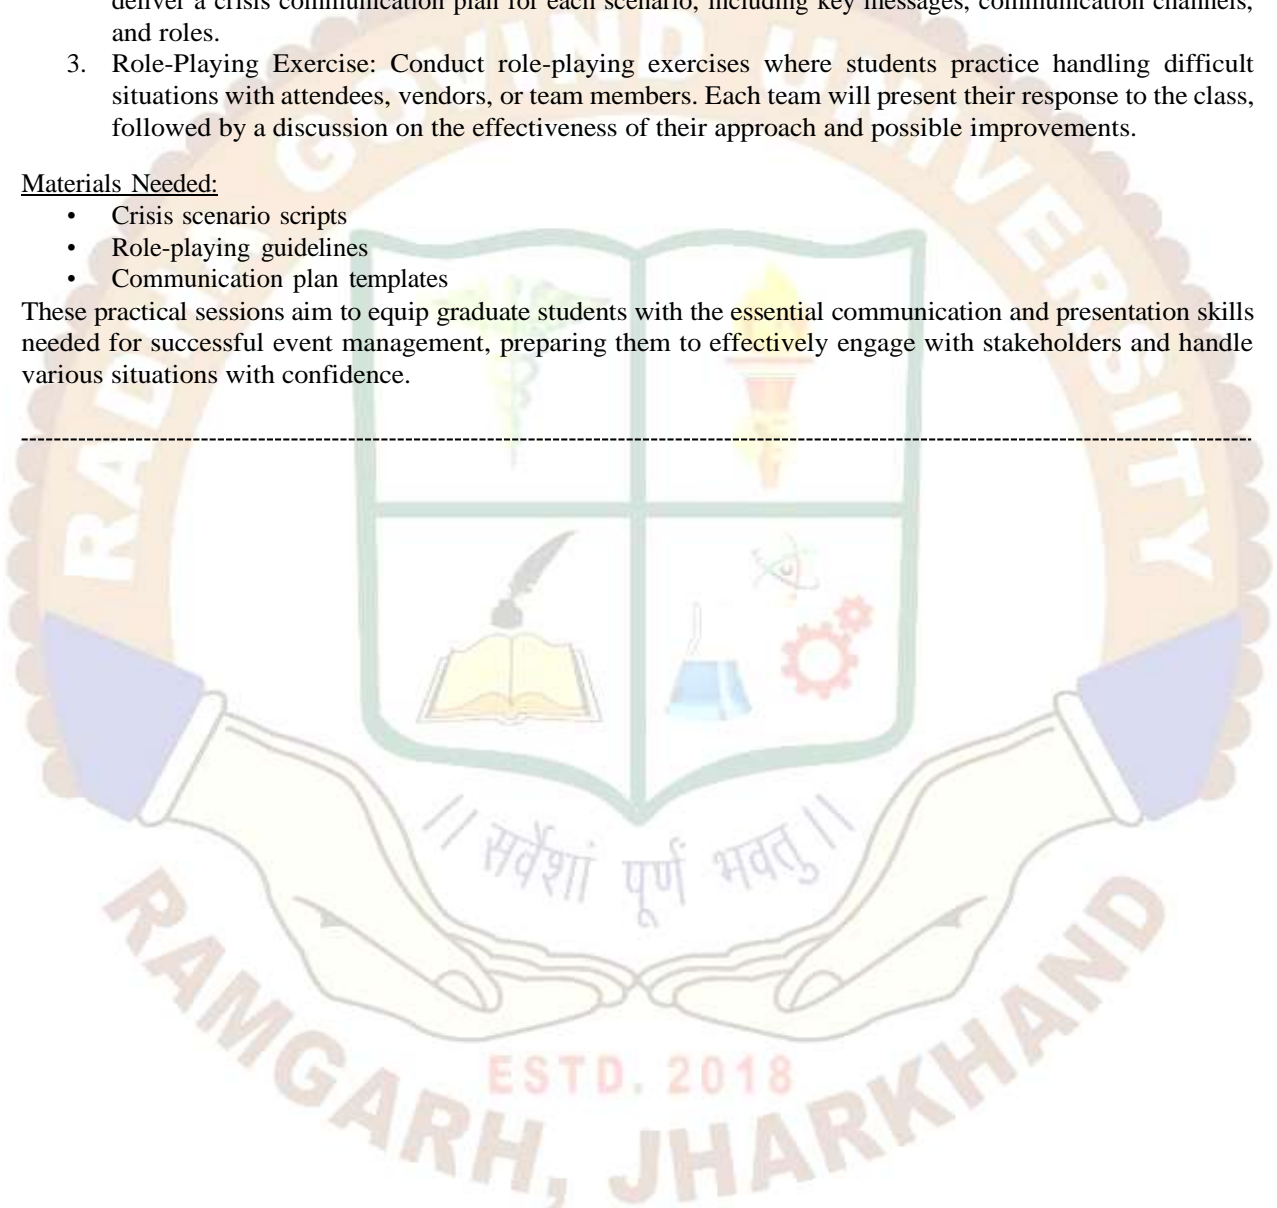 deliver a crisis communication plan for each scenario, including key messages, communication channels,
and roles.
3. Role-Playing Exercise: Conduct role-playing exercises where students practice handling difficult
situations with attendees, vendors, or team members. Each team will present their response to the class,
followed by a discussion on the effectiveness of their approach and possible improvements.
Materials Needed:
• Crisis scenario scripts
• Role-playing guidelines
• Communication plan templates
These practical sessions aim to equip graduate students with the essential communication and presentation skills
needed for successful event management, preparing them to effectively engage with stakeholders and handle
various situations with confidence.
RADHA GOVIND UNIVERSITY
|| सर्वेशां पूर्ण भवतु ||
ESTD. 2018
RAMGARH, JHARKHAND